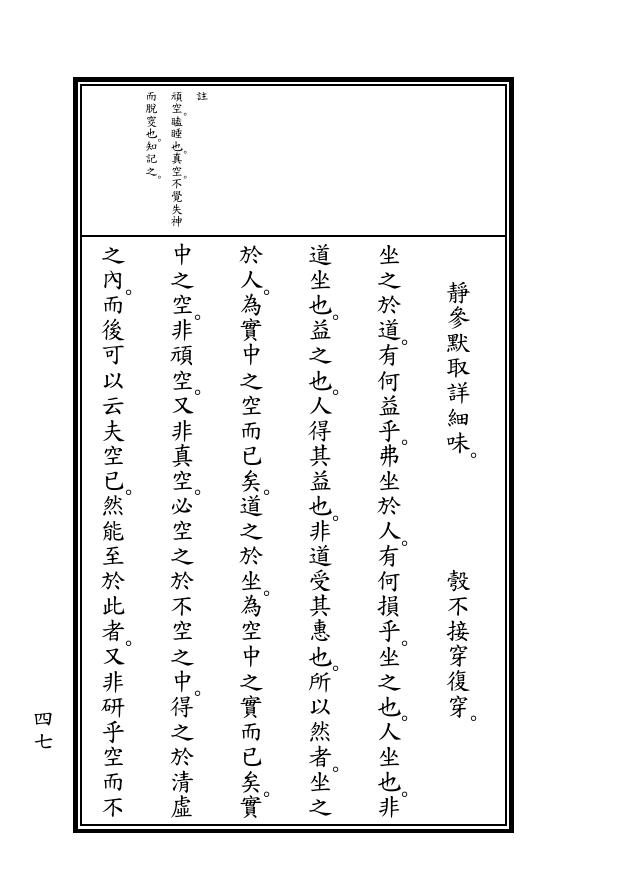 註
頑空。瞌睡也。真空。不覺失神
而脫竅也。知記之。
靜參默取詳細味。 彀不接穿復穿。
坐之於道。有何益乎。弗坐於人。有何損乎。坐之也。人坐也。非
道坐也。益之也。人得其益也。非道受其惠也。所以然者。坐之
於人。為實中之空而已矣。道之於坐。為空中之實而已矣。實
中之空。非頑空。又非真空。必空之於不空之中。得之於清虛
之內。而後可以云夫空已。然能至於此者。又非研乎空而不
四七